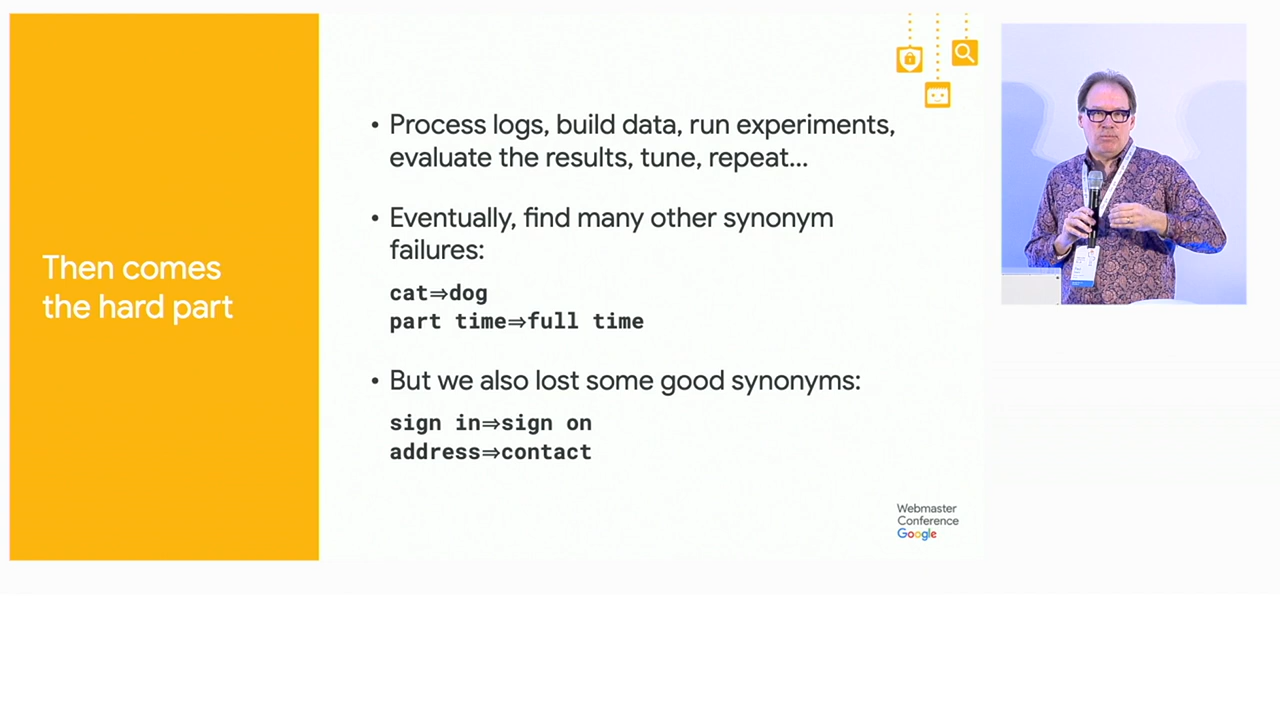 Then comes
the hard part
• Process logs, build data, run experiments,
evaluate the results, tune, repeat...
• Eventually, find many other synonym
failures:
cat⇒dog
part time⇒full time
• But we also lost some good synonyms:
sign in⇒sign on
address⇒contact
Webmaster
Conference
Google